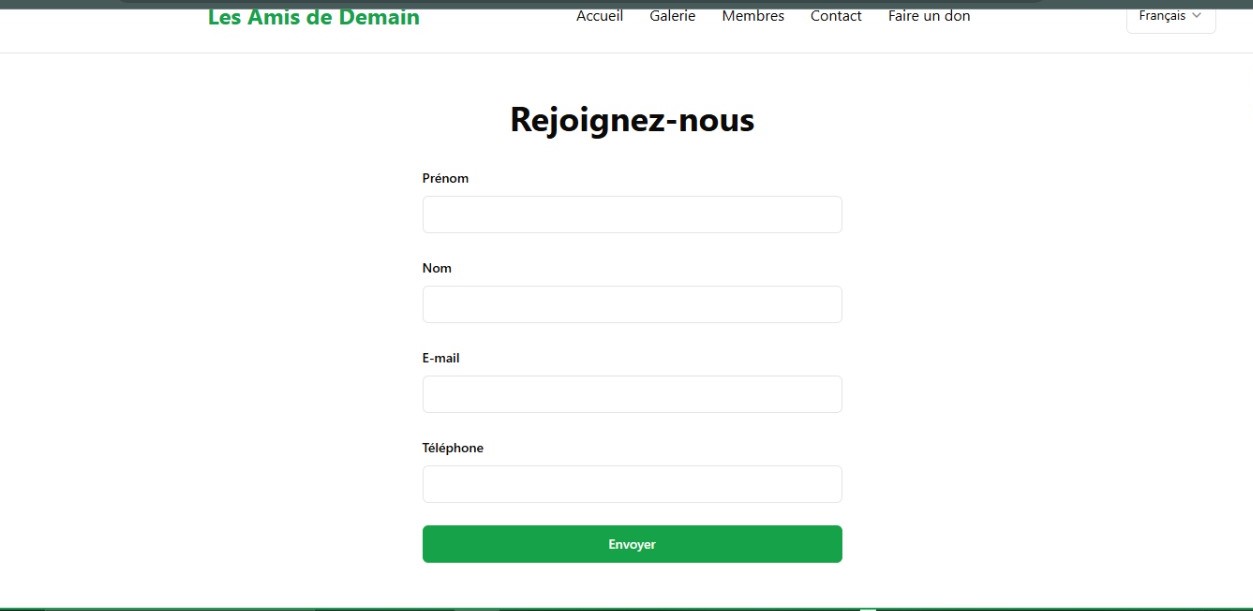 Les Amis de Demain
Accueil Galerie Membres Contact Faire un don
Français
Rejoignez-nous
Prénom
Nom
E-mail
Téléphone
Envoyer